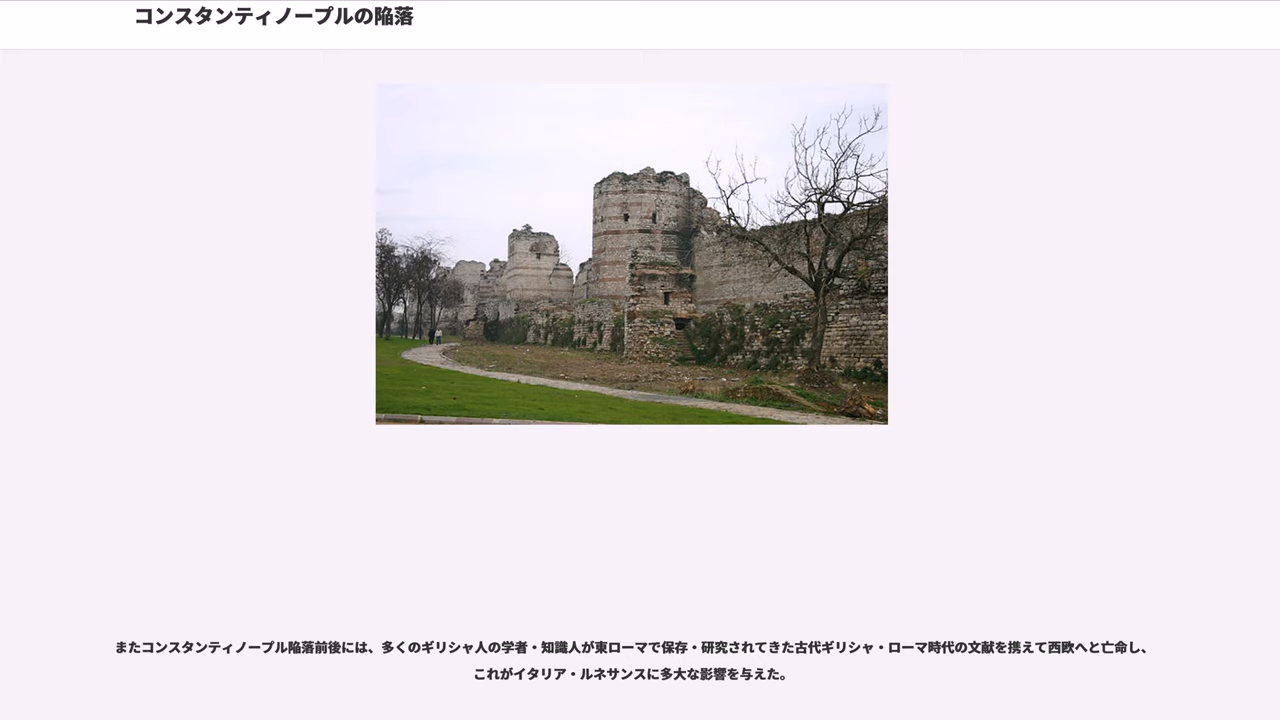 コンスタンティノープルの陥落
またコンスタンティノープル陥落前後には、多くのギリシャ人の学者・知識人が東ローマで保存・研究されてきた古代ギリシャ・ローマ時代の文献を携えて西欧へと亡命し、
これがイタリア・ルネサンスに多大な影響を与えた。